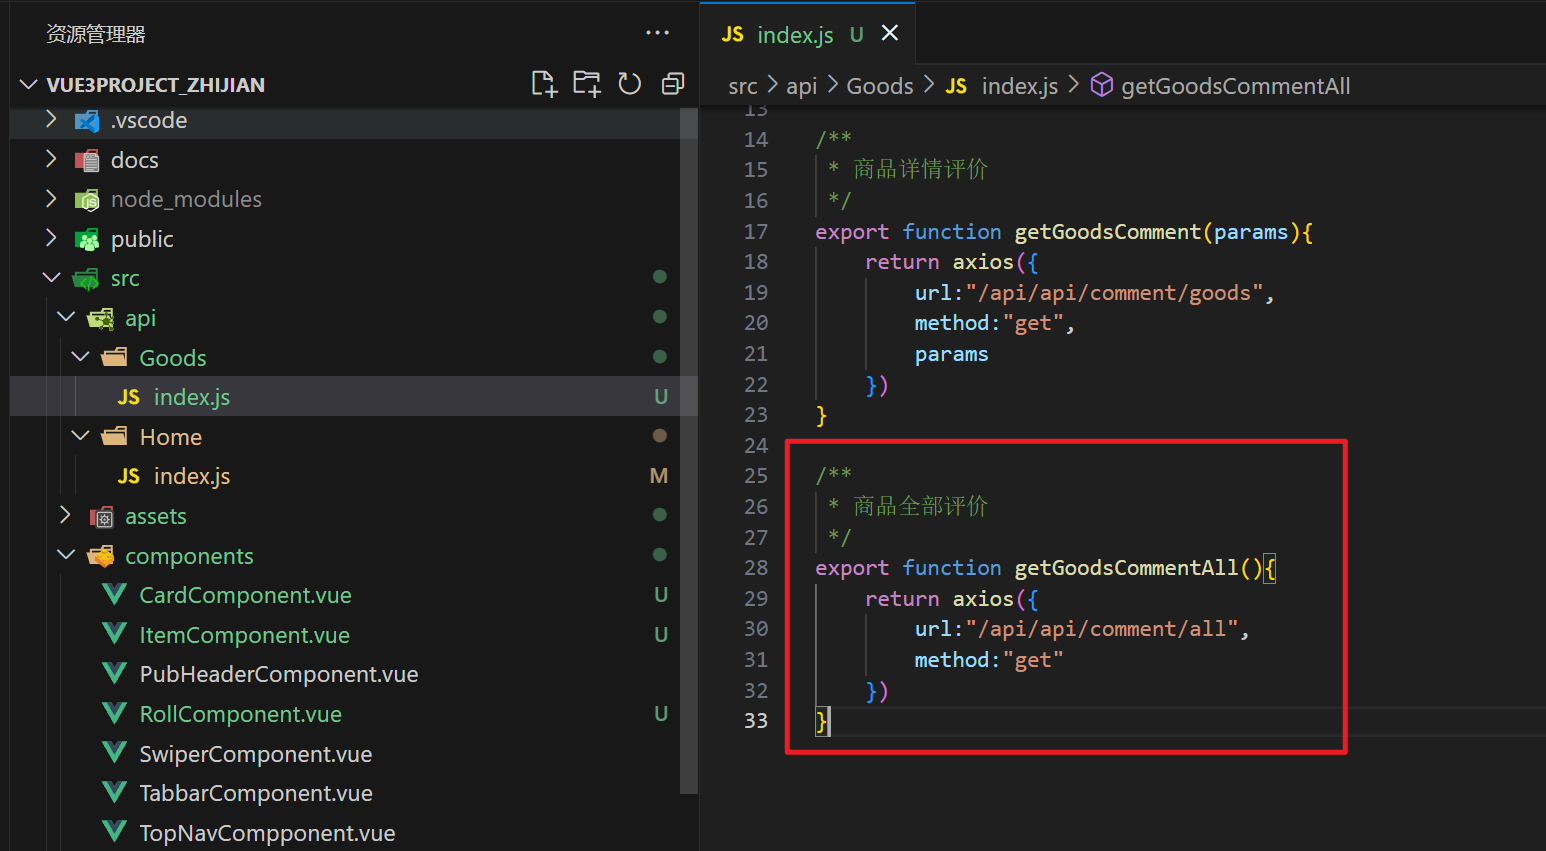 资源管理器
···
VUE3PROJECT_ZHIJIAN
.vscode
docs
node_modules
public
src
api
Goods
JS index.js U
Home
JS index.js M
assets
components
CardComponent.vue U
ItemComponent.vue U
PubHeaderComponent.vue
RollComponent.vue U
SwiperComponent.vue
TabbarComponent.vue
TopNavCompponent.vue
JS index.js U
src > api > Goods > JS index.js > getGoodsCommentAll
13
14 /**
15 * 商品详情评价
16 */
17 export function getGoodsComment(params){
18 return axios({
19 url:"/api/api/comment/goods",
20 method:"get",
21 params
22 })
23 }
24
25 /**
26 * 商品全部评价
27 */
28 export function getGoodsCommentAll(){
29 return axios({
30 url:"/api/api/comment/all",
31 method:"get"
32 })
33 }